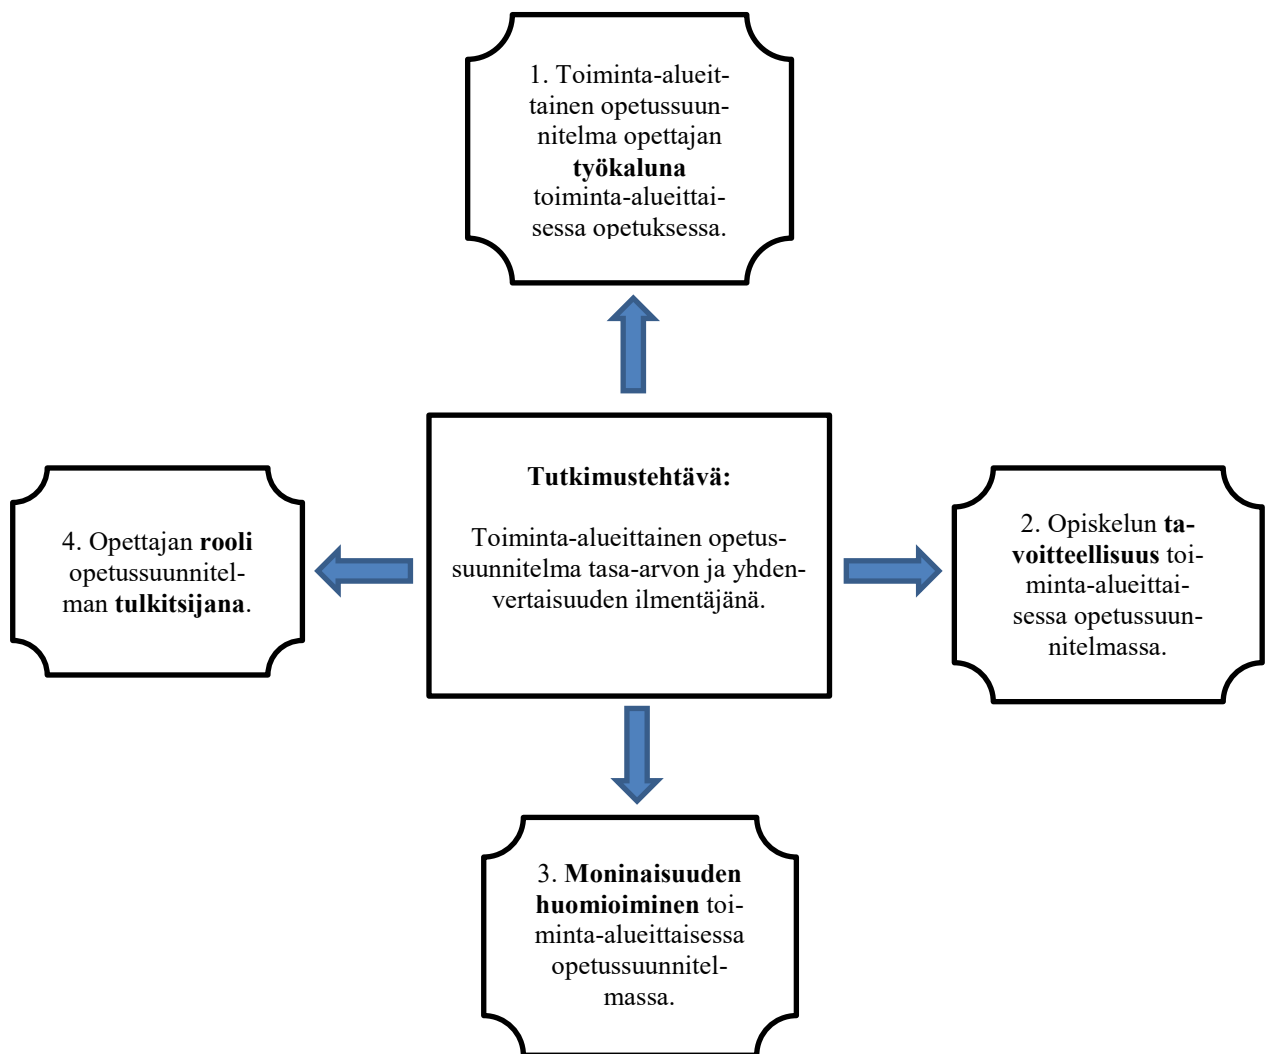 1. Toiminta-alueit-
tainen opetussuun-
nitelma opettajan
työkaluna
toiminta-alueittai-
sessa opetuksessa.
Tutkimustehtävä:
Toiminta-alueittainen opetus-
suunnitelma tasa-arvon ja yhden-
vertaisuuden ilmentäjänä.
2. Opiskelun ta-
voitteellisuus toi-
minta-alueittai-
sessa opetussuun-
nitelmassa.
3. Moninaisuuden
huomioiminen toi-
minta-alueittaisessa
opetussuunnitel-
massa.
4. Opettajan rooli
opetussuunnitel-
man tulkitsijana.